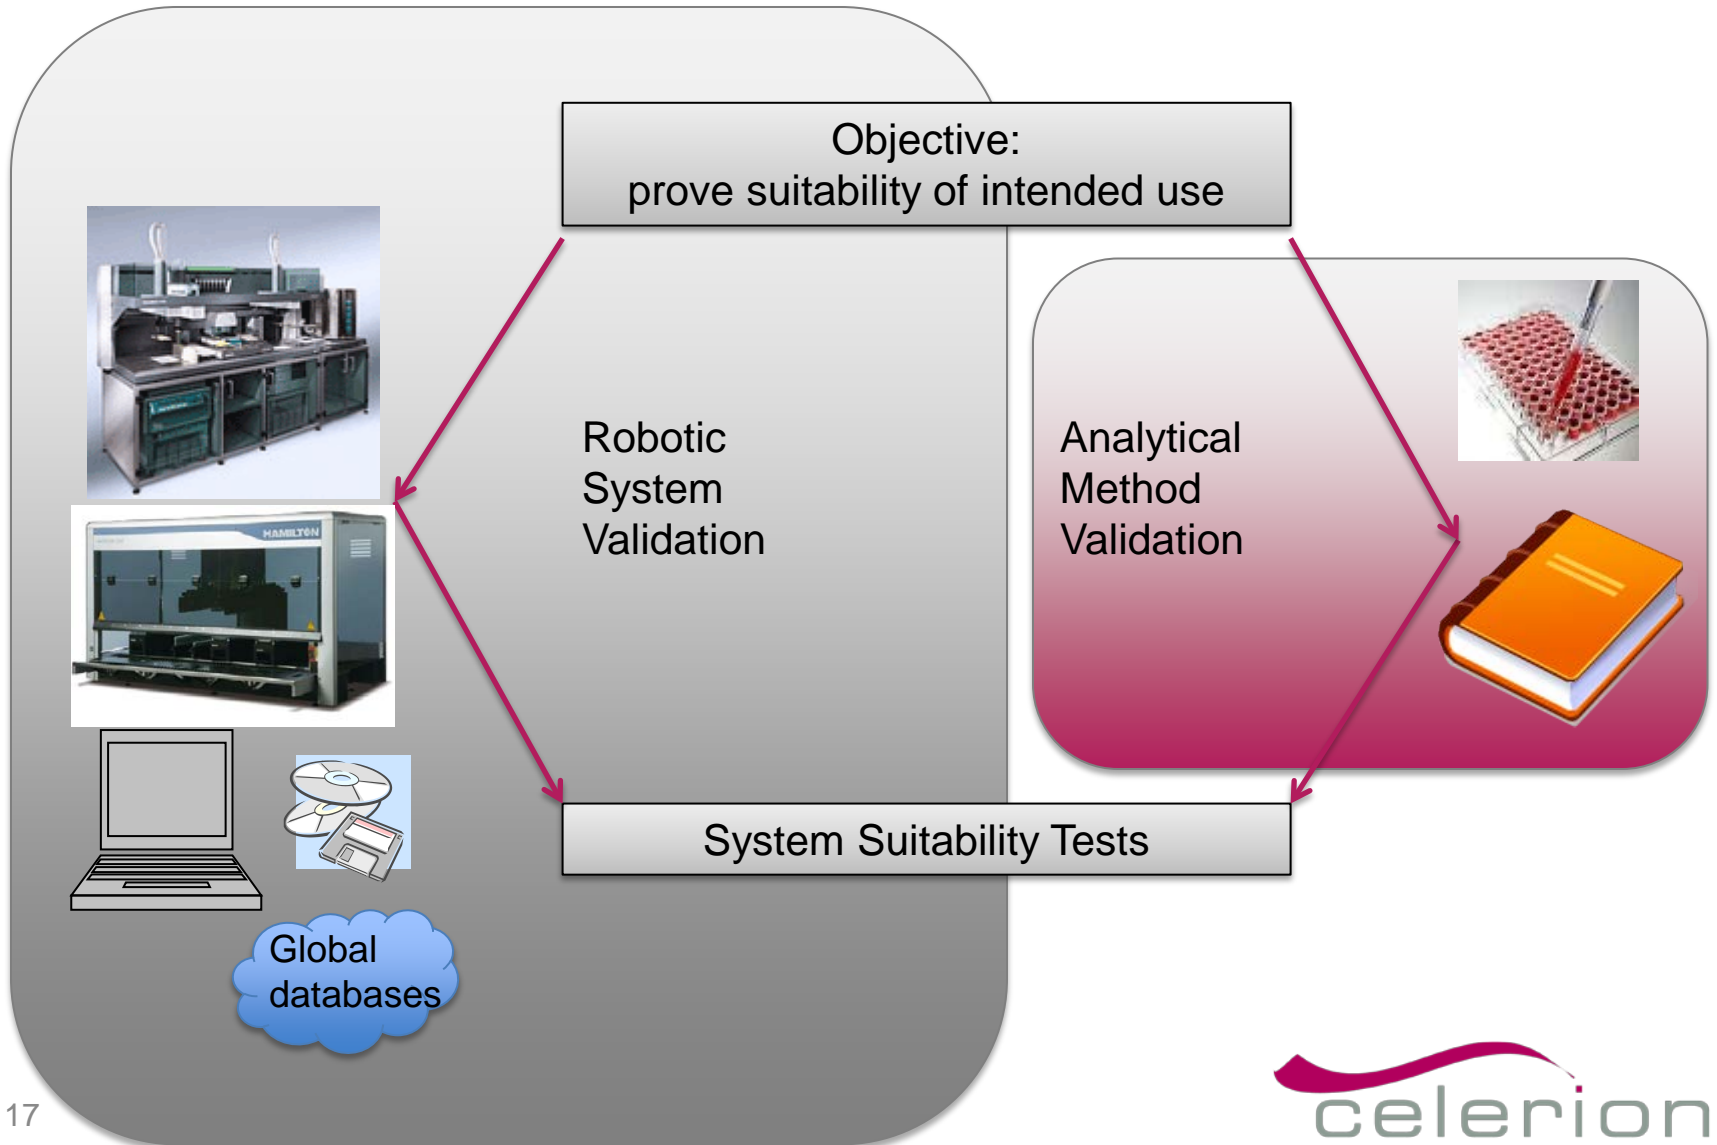 Objective:
prove suitability of intended use
HAMILTON
Robotic
System
Validation
Analytical
Method
Validation
System Suitability Tests
Global
databases
17
celerion